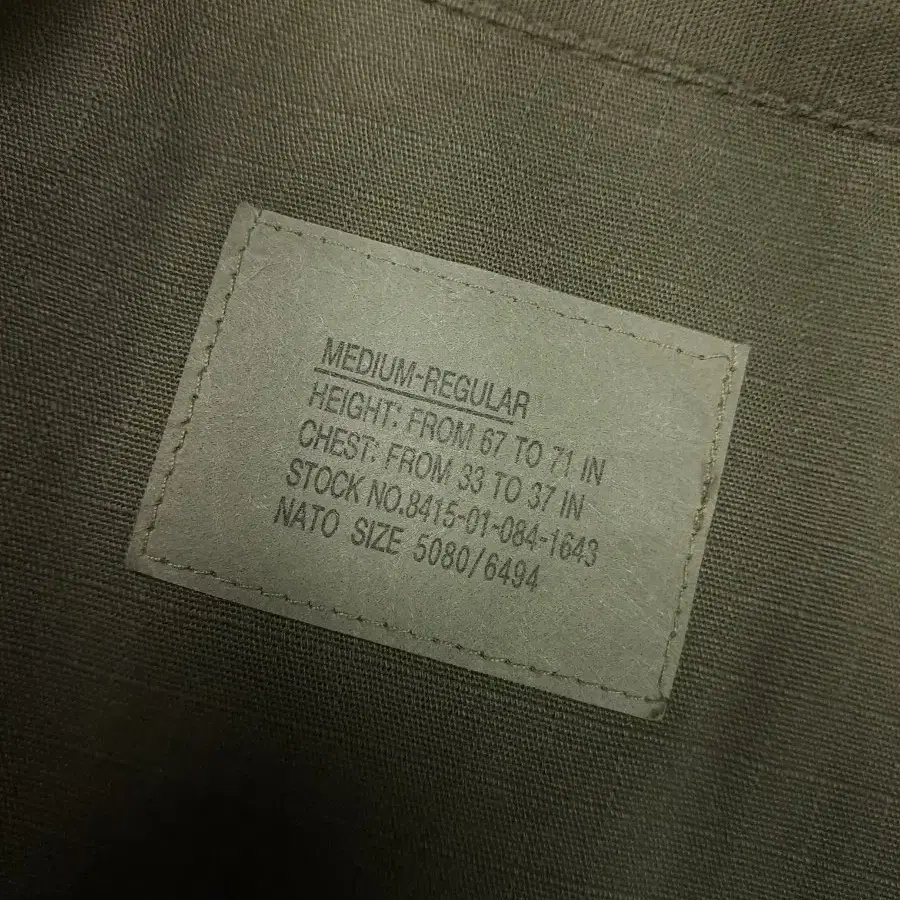 MEDIUM-REGULAR
HEIGHT: FROM 67 TO 71 IN
CHEST: FROM 33 TO 37 IN
STOCK NO.8415-01-084-1643
NATO SIZE 5080/6494